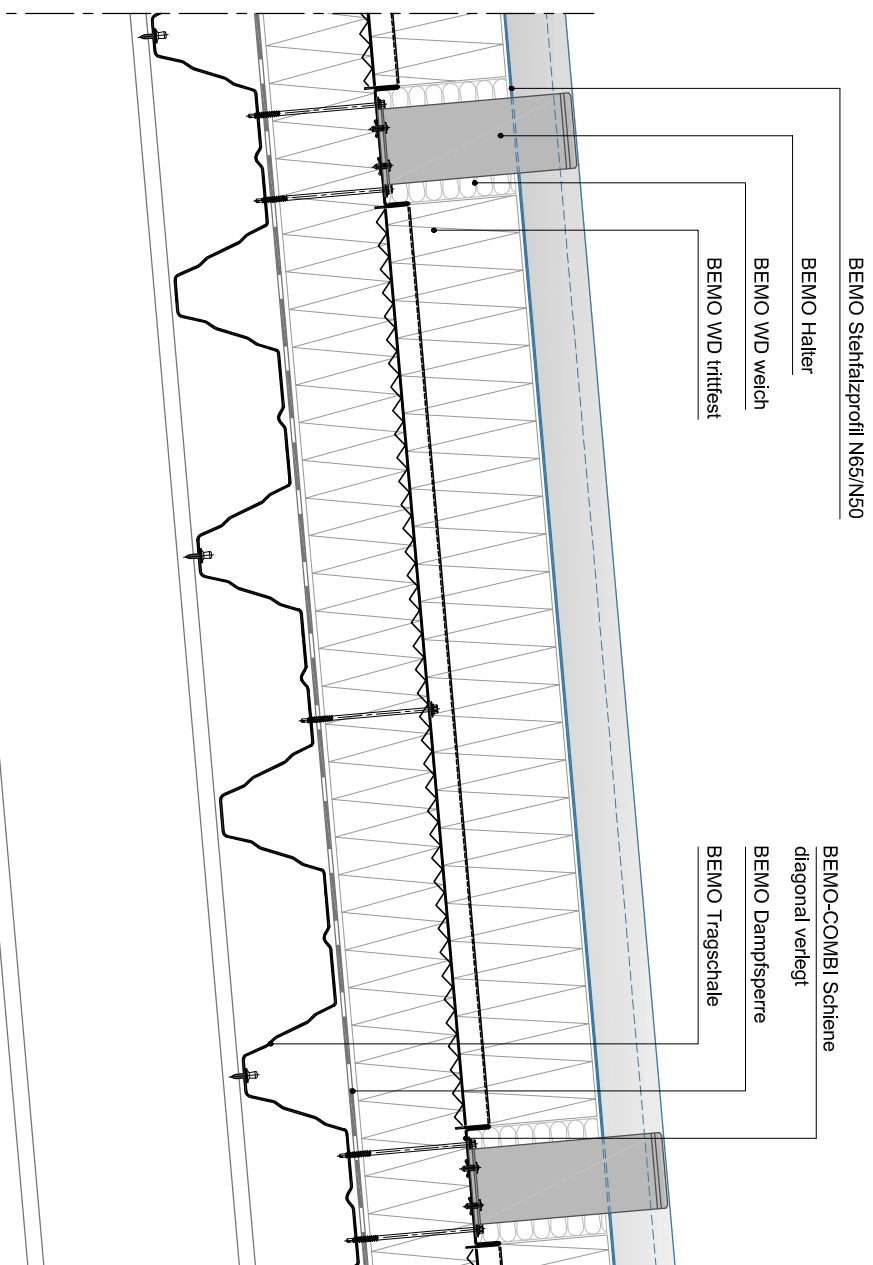 BEMO Stehfalzprofil N65/N50
BEMO Halter
BEMO WD weich
BEMO WD trittfest
BEMO-COMBI Schiene
diagonal verlegt
BEMO Dampfsperre
BEMO Tragschale